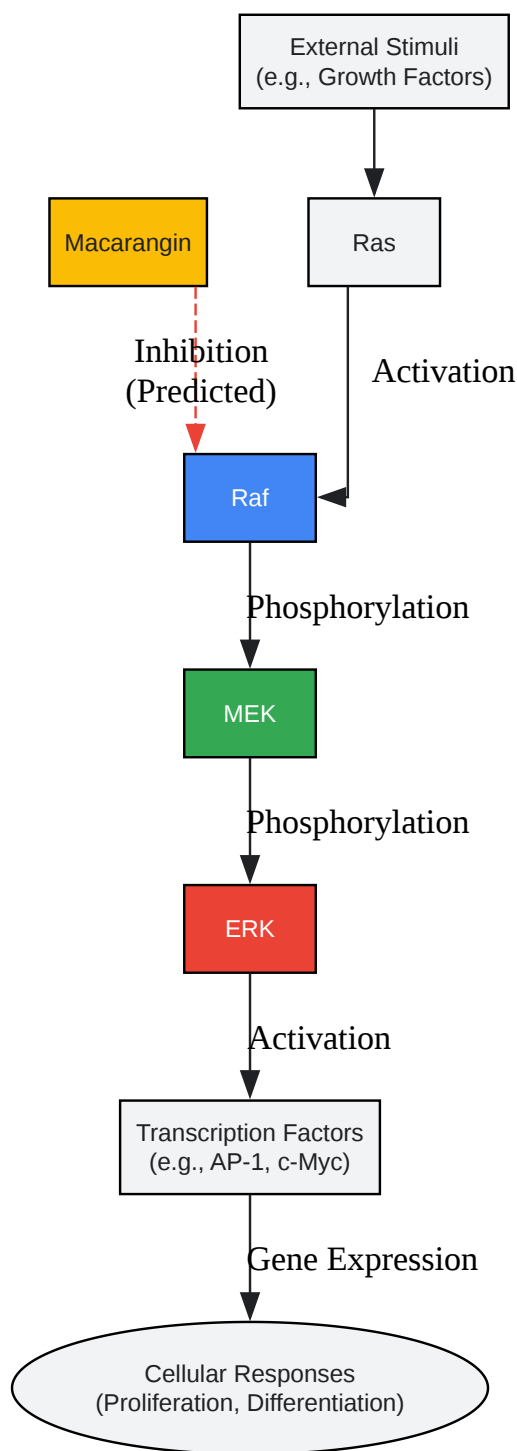 External Stimuli
(e.g., Growth Factors)
Macarangin
Ras
Inhibition
(Predicted)
Activation
Raf
Phosphorylation
MEK
Phosphorylation
ERK
Activation
Transcription Factors
(e.g., AP-1, c-Myc)
Gene Expression
Cellular Responses
(Proliferation, Differentiation)